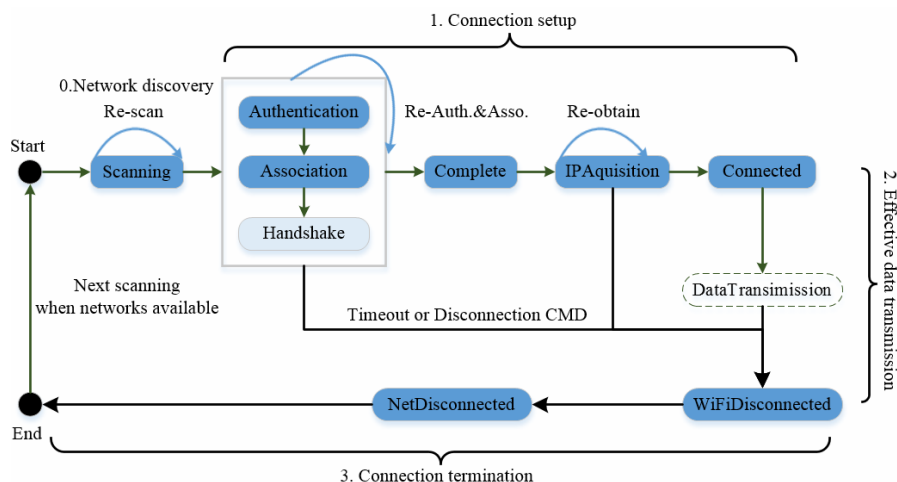 1. Connection setup
0.Network discovery
Re-scan
Authentication
Re-Auth.&Asso.
Re-obtain
Start
Scanning
Association
Complete
IPAquisition
Connected
Handshake
2. Effective data transmission
Next scanning
when networks available
DataTransimission
Timeout or Disconnection CMD
NetDisconnected
WiFiDisconnected
End
3. Connection termination